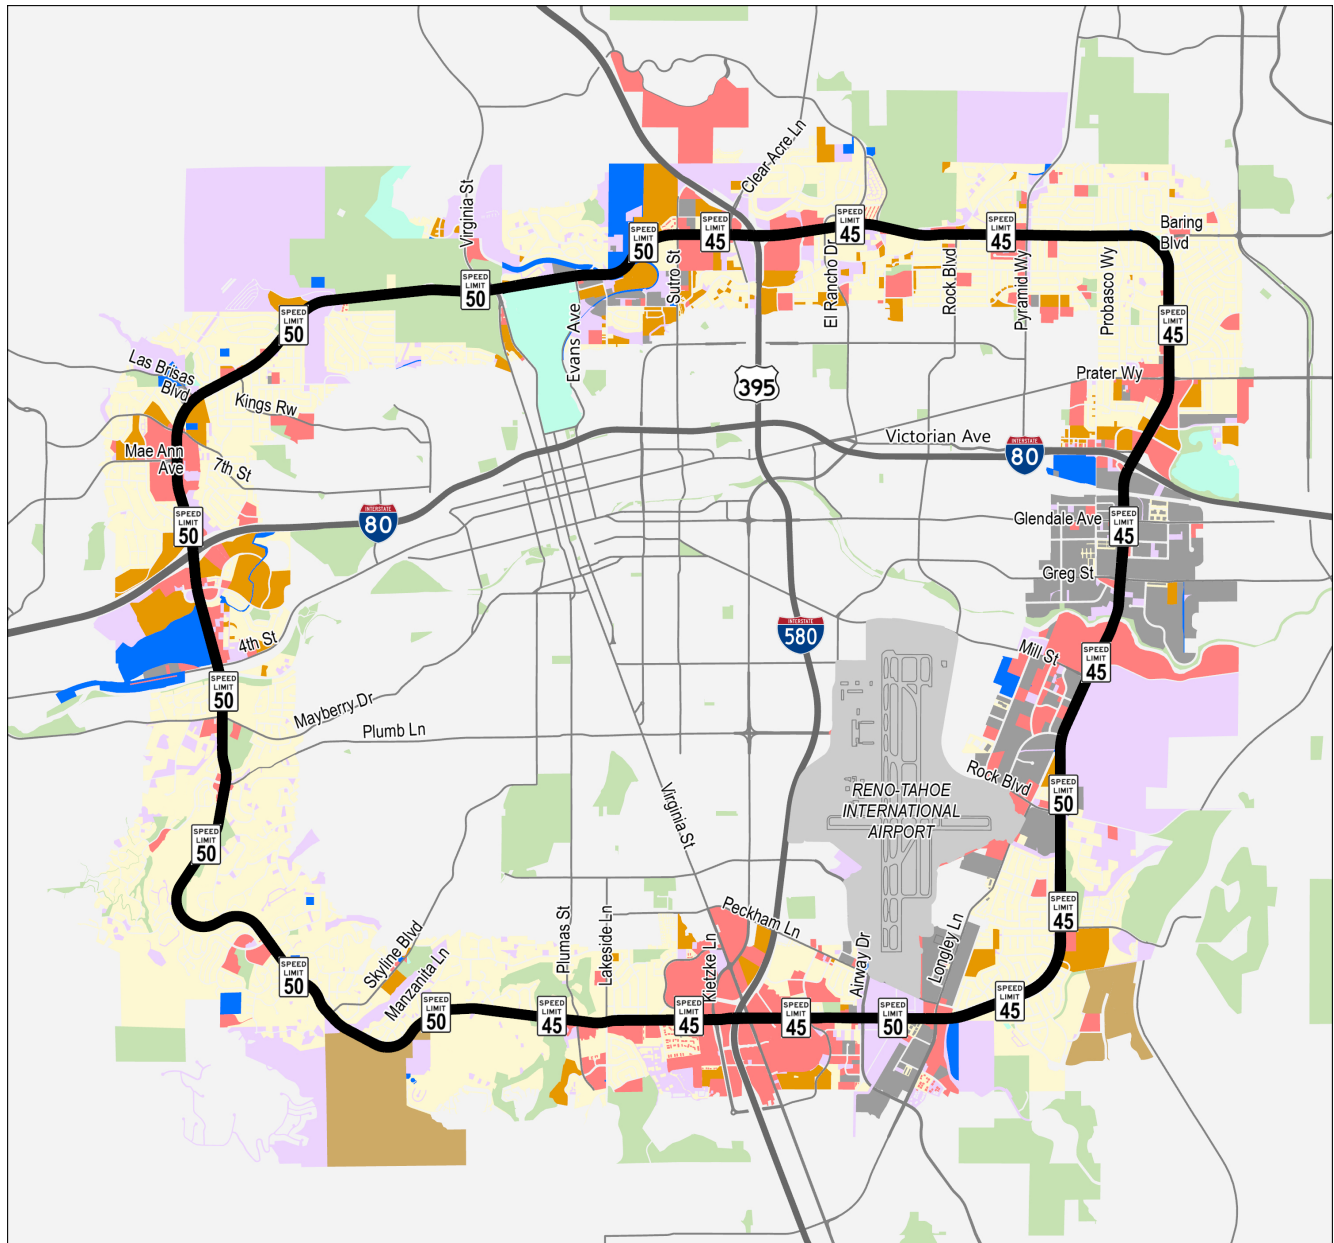 Clear Acre Ln
Virginia St
SPEED
LIMIT
45
SPEED
LIMIT
45
SPEED
LIMIT
45
Baring
Blvd
SPEED
LIMIT
50
Sutro St
El Rancho Dr
Rock Blvd
Pyramid Wy
Probasco Wy
SPEED
LIMIT
50
SPEED
LIMIT
50
SPEED
LIMIT
45
Evans Ave
Las Brisas
Blvd
Kings Rw
395
Prater Wy
Mae Ann
Ave
7th St
Victorian Ave
INTERSTATE
80
SPEED
LIMIT
50
INTERSTATE
80
Glendale Ave
SPEED
LIMIT
45
Greg St
INTERSTATE
580
4th St
Mill St
SPEED
LIMIT
45
SPEED
LIMIT
50
Mayberry Dr
Plumb Ln
Virginia St
RENO-TAHOE
INTERNATIONAL
AIRPORT
Rock Blvd
SPEED
LIMIT
50
SPEED
LIMIT
50
Peckham Ln
SPEED
LIMIT
45
Skyline Blvd
Manzanita Ln
Plumas St
Lakeside Ln
Kietzke Ln
Airway Dr
Longley Ln
SPEED
LIMIT
50
SPEED
LIMIT
50
SPEED
LIMIT
45
SPEED
LIMIT
45
SPEED
LIMIT
45
SPEED
LIMIT
50
SPEED
LIMIT
45